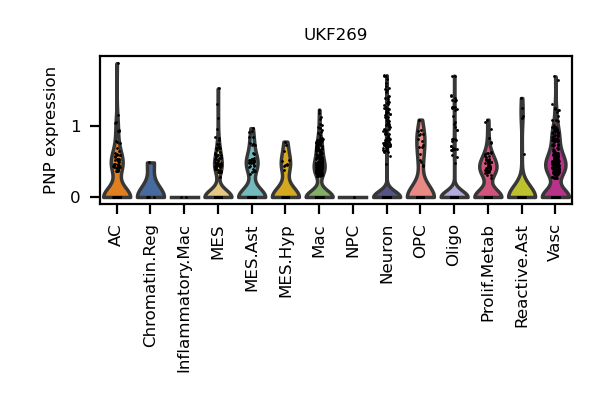 UKF269
PNP expression
1
0
AC
Chromatin.Reg
Inflammatory.Mac
MES
MES.Ast
MES.Hyp
Mac
NPC
Neuron
OPC
Oligo
Prolif.Metab
Reactive.Ast
Vasc